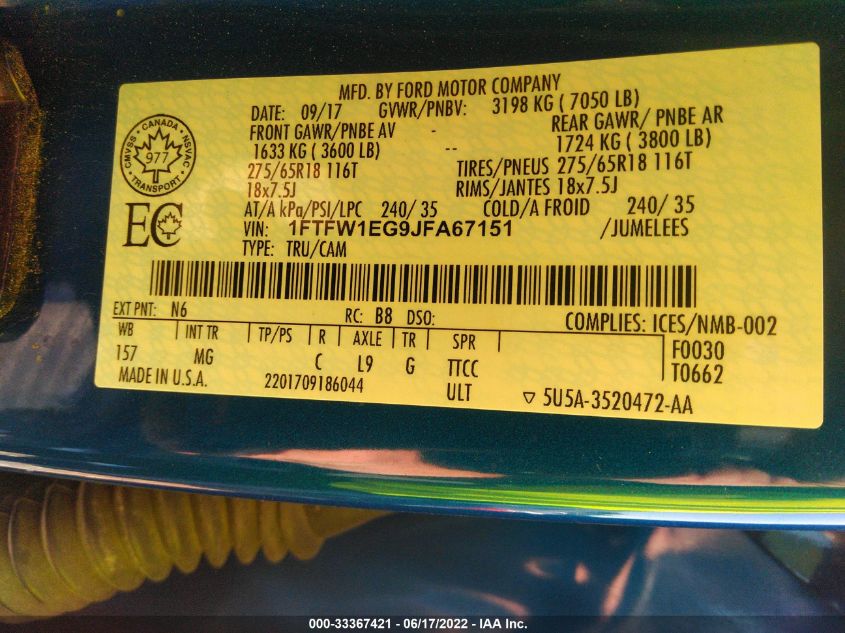 MFD. BY FORD MOTOR COMPANY
DATE: 09/17 GVWR/PNBV: 3198 KG ( 7050 LB)
FRONT GAWR/PNBE AV - REAR GAWR/ PNBE AR
1633 KG ( 3600 LB) -- 1724 KG ( 3800 LB)
275/65R18 116T TIRES/PNEUS 275/65R18 116T
18x7.5J RIMS/JANTES 18x7.5J
AT/A kPa/PSI/LPC 240/ 35 COLD/A FROID 240/ 35
VIN: 1FTFW1EG9JFA67151 /JUMELEES
TYPE: TRU/CAM
CANADA
CMVSS NSVAC
977
TRANSPORT
EC
EXT PNT: N6 RC: B8 DSO: COMPLIES: ICES/NMB-002
WB INT TR TP/PS R AXLE TR SPR F0030
157 MG C L9 G TTCC T0662
MADE IN U.S.A. 2201709186044 ULT 5U5A-3520472-AA
000-33367421 - 06/17/2022 - IAA Inc.